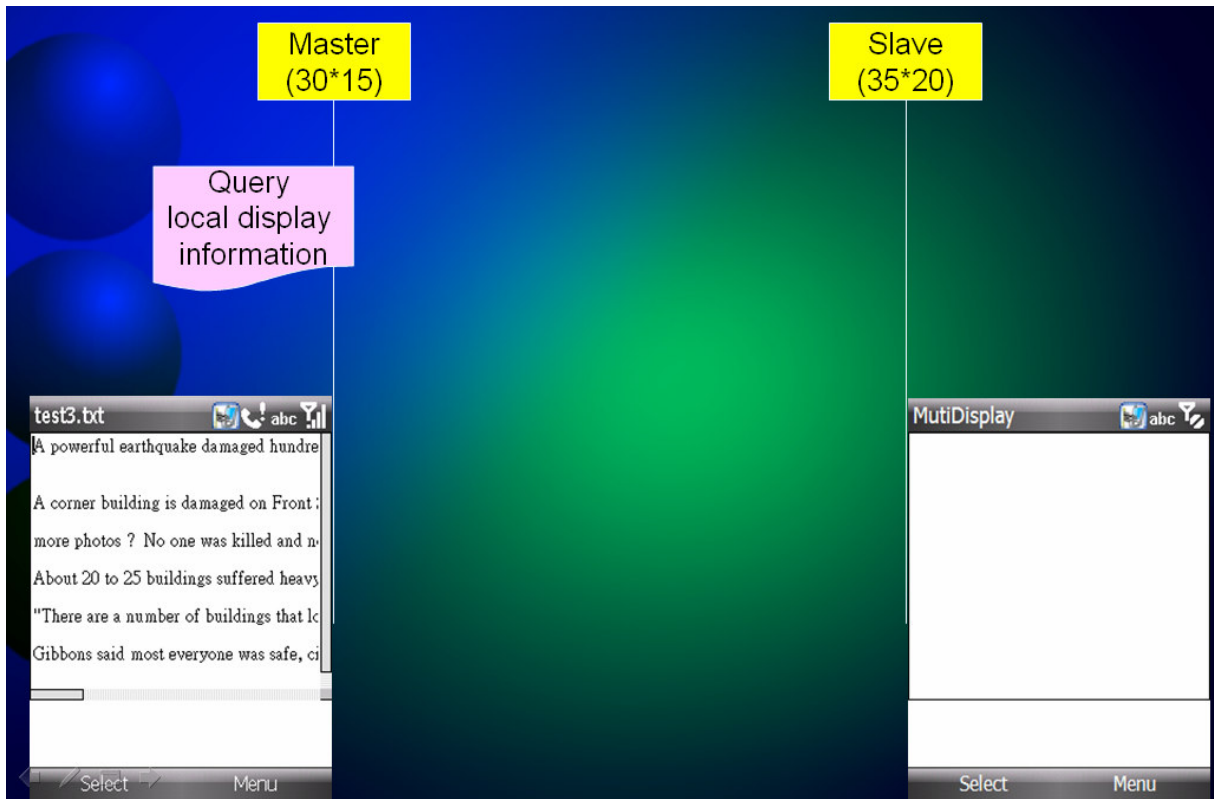 Master
(30*15)
Slave
(35*20)
Query
local display
information
test3.txt
abc
A powerful earthquake damaged hundre
A corner building is damaged on Front
more photos ? No one was killed and n
About 20 to 25 buildings suffered heavy
"There are a number of buildings that lo
Gibbons said most everyone was safe, ci
Select Menu
MutiDisplay
abc
Select Menu